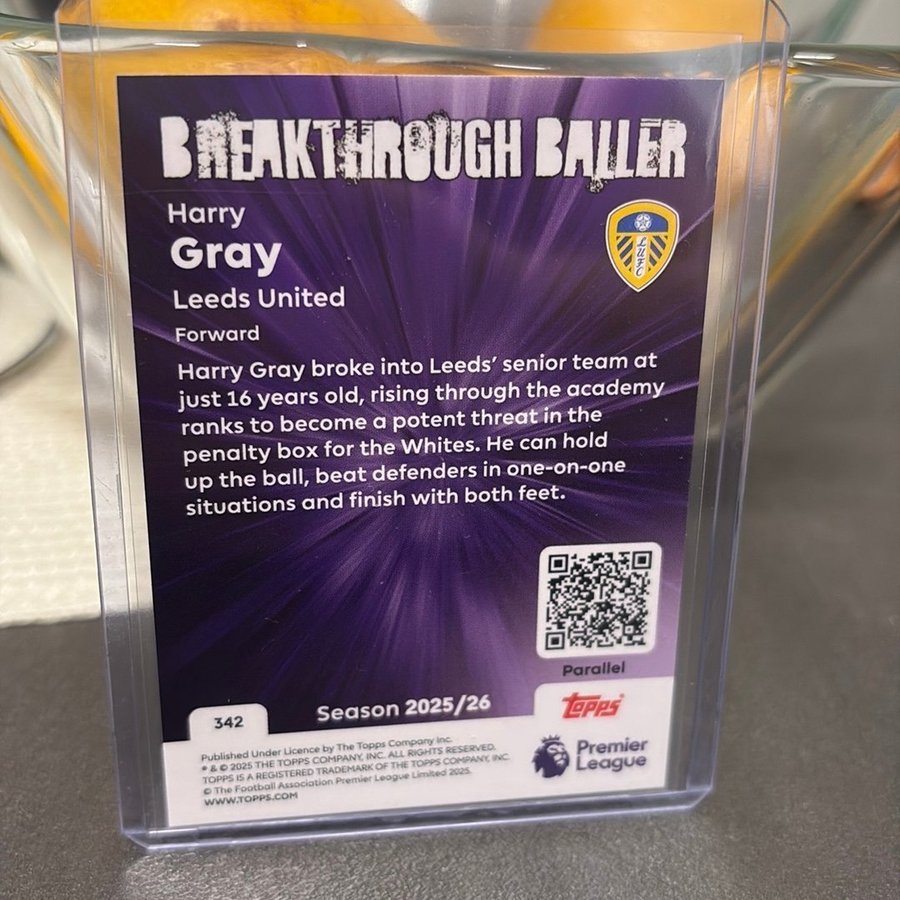 BREAKTHROUGH BALLER
Harry
Gray
LUFC
Leeds United
Forward
Harry Gray broke into Leeds’ senior team at
just 16 years old, rising through the academy
ranks to become a potent threat in the
penalty box for the Whites. He can hold
up the ball, beat defenders in one-on-one
situations and finish with both feet.
Parallel
342
Season 2025/26
Topps
Published Under Licence by The Topps Company Inc.
® & © 2025 THE TOPPS COMPANY, INC. ALL RIGHTS RESERVED.
TOPPS IS A REGISTERED TRADEMARK OF THE TOPPS COMPANY, INC.
© The Football Association Premier League Limited 2025.
WWW.TOPPS.COM
Premier
League